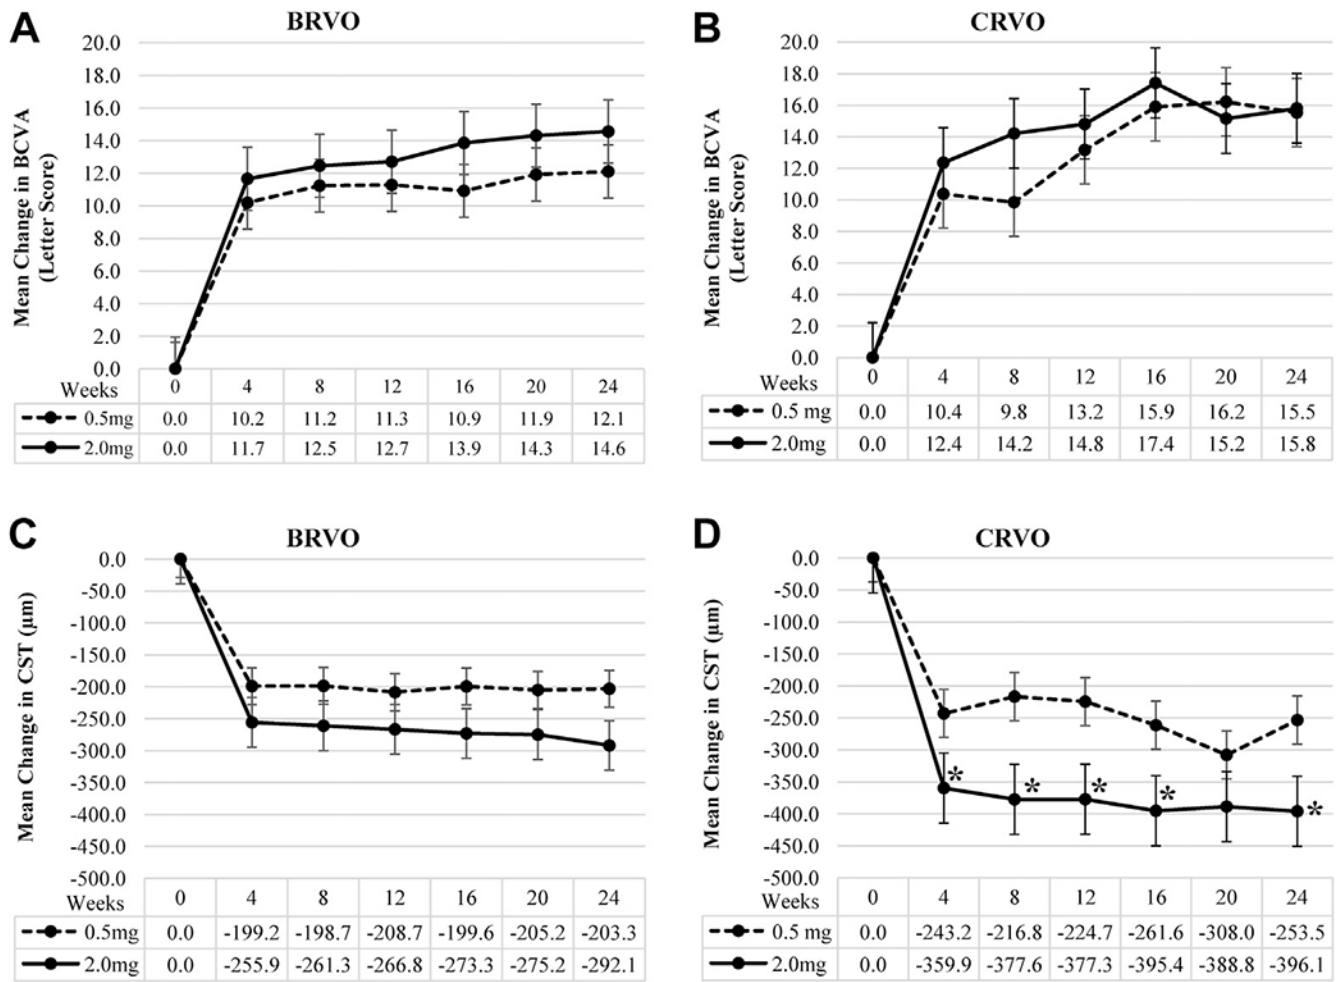 A
BRVO
20.0
18.0
16.0
14.0
12.0
10.0
8.0
6.0
4.0
2.0
0.0
Mean Change in BCVA
(Letter Score)
Weeks 0 4 8 12 16 20 24
0.5mg 0.0 10.2 11.2 11.3 10.9 11.9 12.1
2.0mg 0.0 11.7 12.5 12.7 13.9 14.3 14.6
B
CRVO
20.0
18.0
16.0
14.0
12.0
10.0
8.0
6.0
4.0
2.0
0.0
Mean Change in BCVA
(Letter Score)
Weeks 0 4 8 12 16 20 24
0.5 mg 0.0 10.4 9.8 13.2 15.9 16.2 15.5
2.0mg 0.0 12.4 14.2 14.8 17.4 15.2 15.8
C
BRVO
0.0
-50.0
-100.0
-150.0
-200.0
-250.0
-300.0
-350.0
-400.0
-450.0
-500.0
Mean Change in CST (µm)
Weeks 0 4 8 12 16 20 24
0.5mg 0.0 -199.2 -198.7 -208.7 -199.6 -205.2 -203.3
2.0mg 0.0 -255.9 -261.3 -266.8 -273.3 -275.2 -292.1
D
CRVO
0.0
-50.0
-100.0
-150.0
-200.0
-250.0
-300.0
-350.0
-400.0
-450.0
-500.0
Mean Change in CST (µm)
* * * * *
Weeks 0 4 8 12 16 20 24
0.5 mg 0.0 -243.2 -216.8 -224.7 -261.6 -308.0 -253.5
2.0mg 0.0 -359.9 -377.6 -377.3 -395.4 -388.8 -396.1